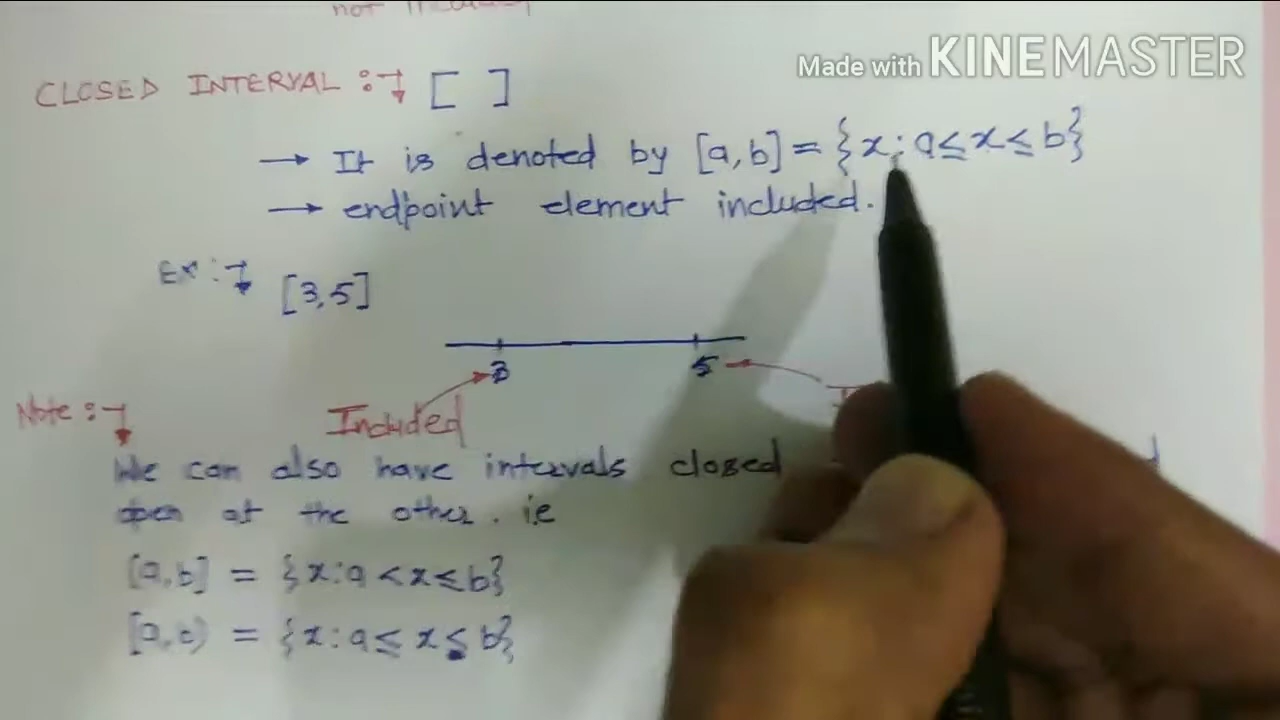 not
Made with KINEMASTER
CLOSED INTERVAL : [ ]
→ It is denoted by [a,b] = {x : a ≤ x ≤ b}
→ endpoint element included.
Ex :
[3,5]
3 5
Included
Note :
We can also have intervals closed
open at the other. i.e
[a,b] = {x : a < x ≤ b}
= {x : a ≤ x ≤ b}